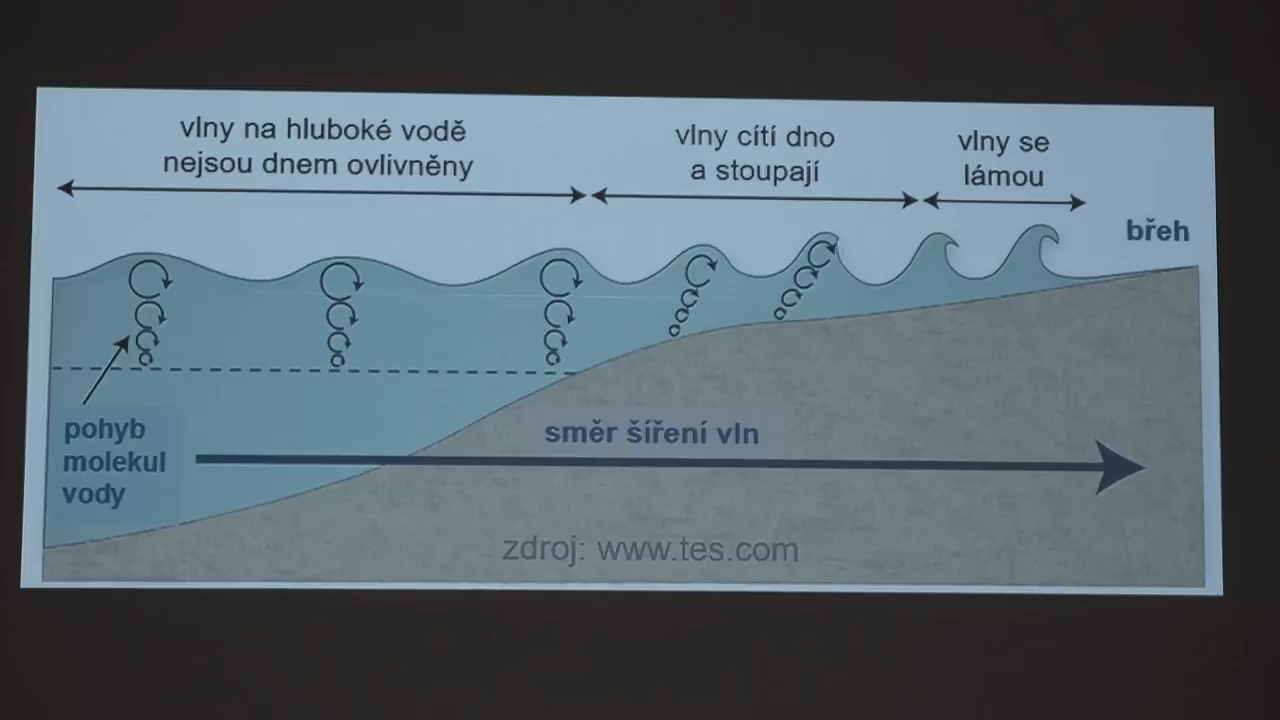 vlny na hluboké vodě
nejsou dnem ovlivněny
vlny cítí dno
a stoupají
vlny se
lámou
břeh
pohyb
molekul
vody
směr šíření vln
zdroj: www.tes.com